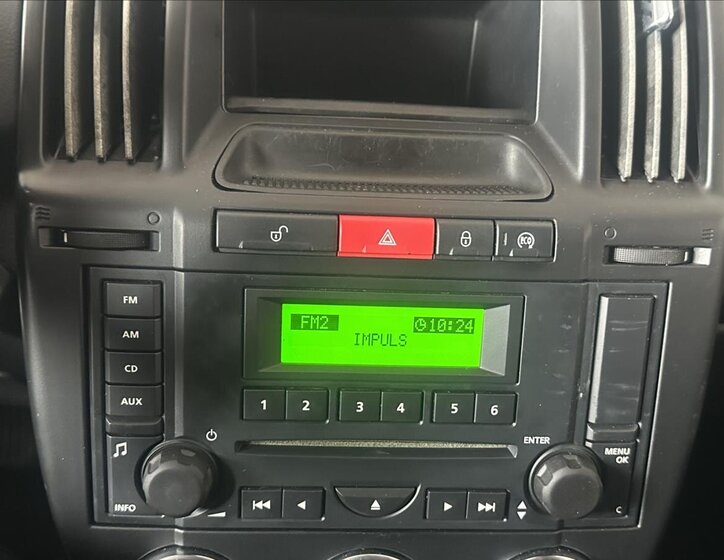 ECO
FM
AM
CD
AUX
INFO
FM2 10:24
IMPULS
1 2 3 4 5 6
ENTER
MENU
OK
C